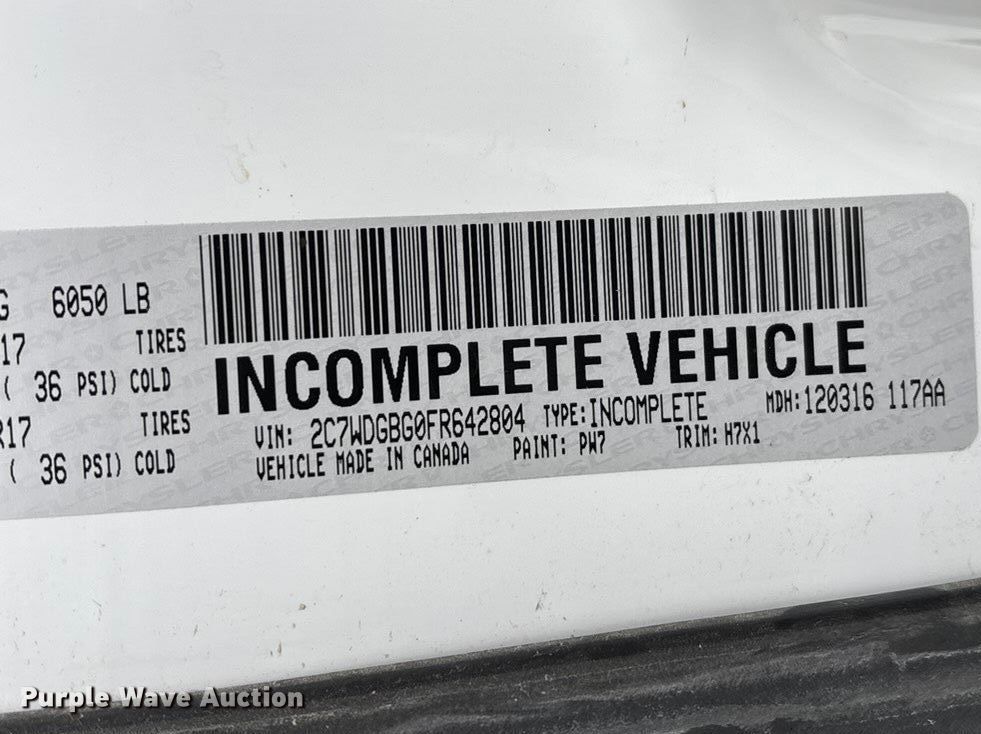 G 6050 LB
17 TIRES
( 36 PSI) COLD
R17 TIRES
( 36 PSI) COLD
INCOMPLETE VEHICLE
VIN: 2C7WDGBG0FR642804 TYPE:INCOMPLETE MDH:120316 117AA
VEHICLE MADE IN CANADA PAINT: PW7 TRIM: H7X1
CHRYSLER
Purple Wave Auction